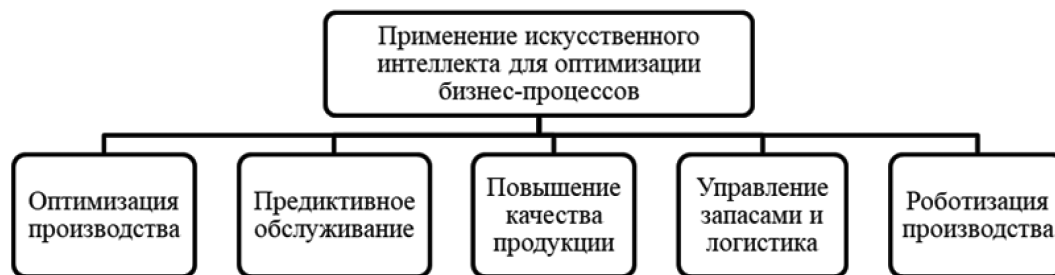 Применение искусственного
интеллекта для оптимизации
бизнес-процессов
Оптимизация
производства
Предиктивное
обслуживание
Повышение
качества
продукции
Управление
запасами и
логистика
Роботизация
производства